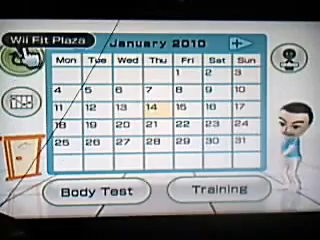 Wii Fit Plaza
January 2010
Mon Tue Wed Thu Fri Sat Sun
1 2 3
4 5 6 7 8 9 10
11 12 13 14 15 16 17
18 19 20 21 22 23 24
25 26 27 28 29 30 31
Body Test Training